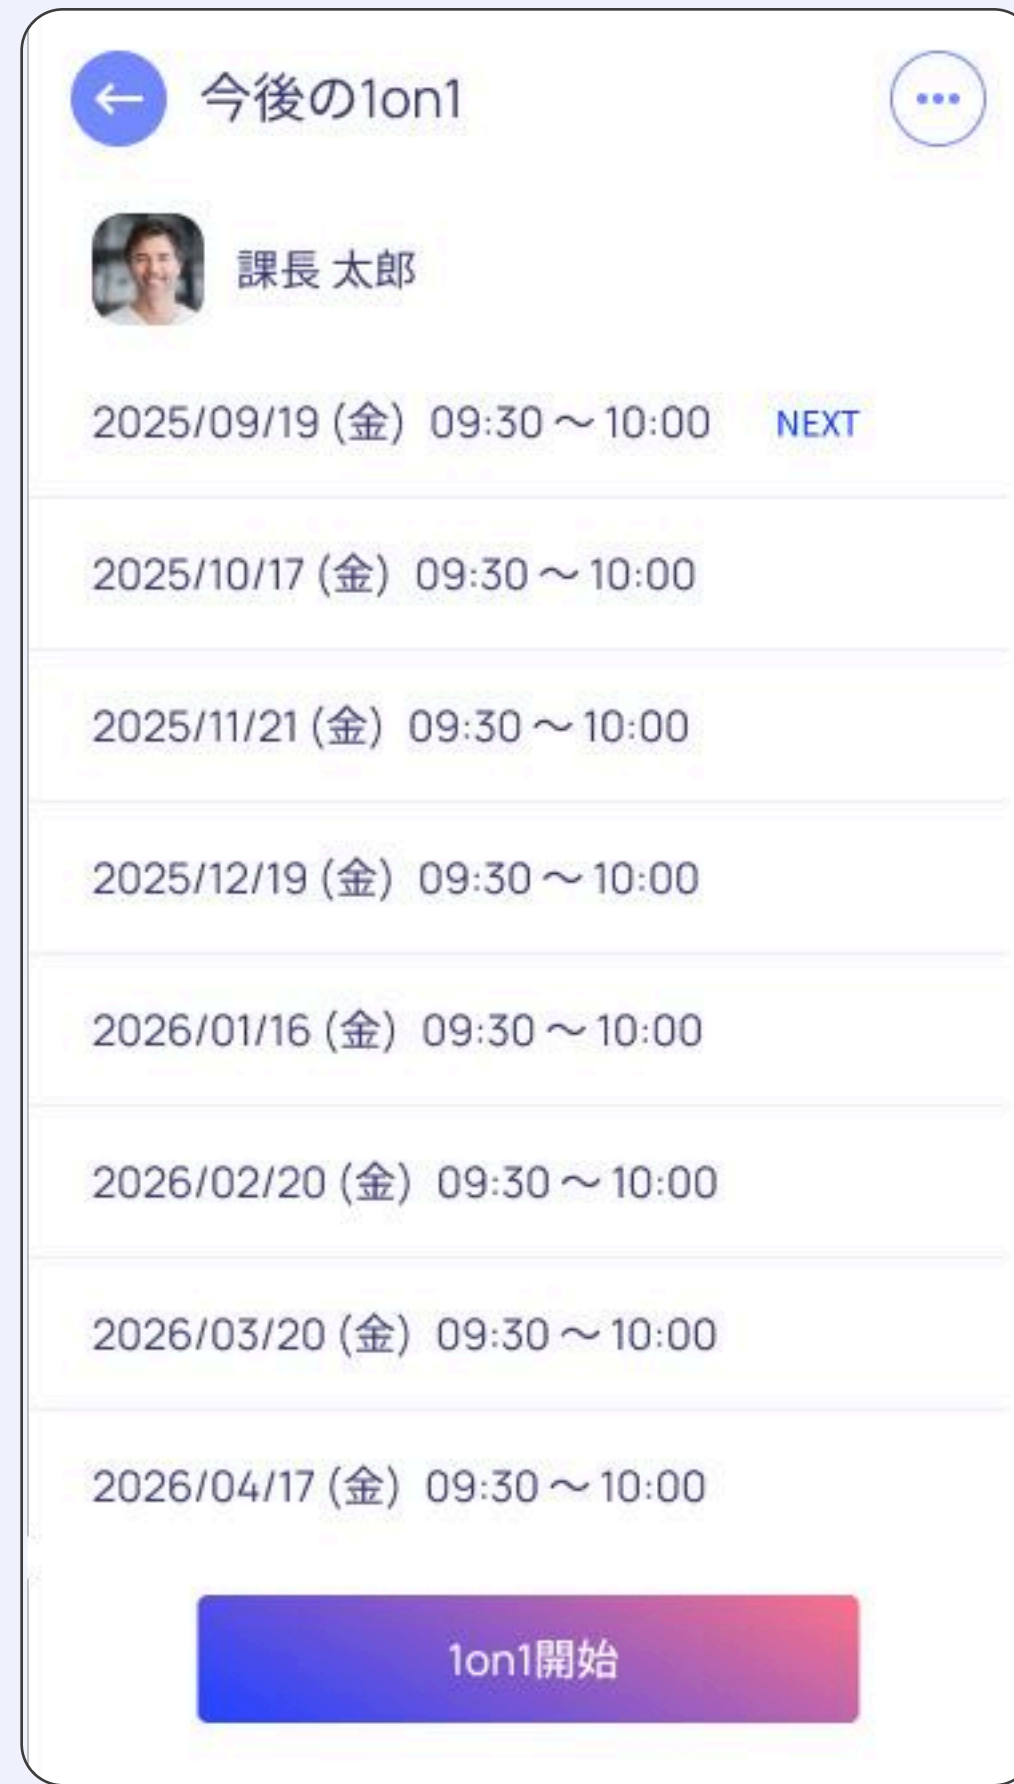 今後の1on1
課長 太郎
2025/09/19 (金) 09:30 ～ 10:00 NEXT
2025/10/17 (金) 09:30 ～ 10:00
2025/11/21 (金) 09:30 ～ 10:00
2025/12/19 (金) 09:30 ～ 10:00
2026/01/16 (金) 09:30 ～ 10:00
2026/02/20 (金) 09:30 ～ 10:00
2026/03/20 (金) 09:30 ～ 10:00
2026/04/17 (金) 09:30 ～ 10:00
1on1開始